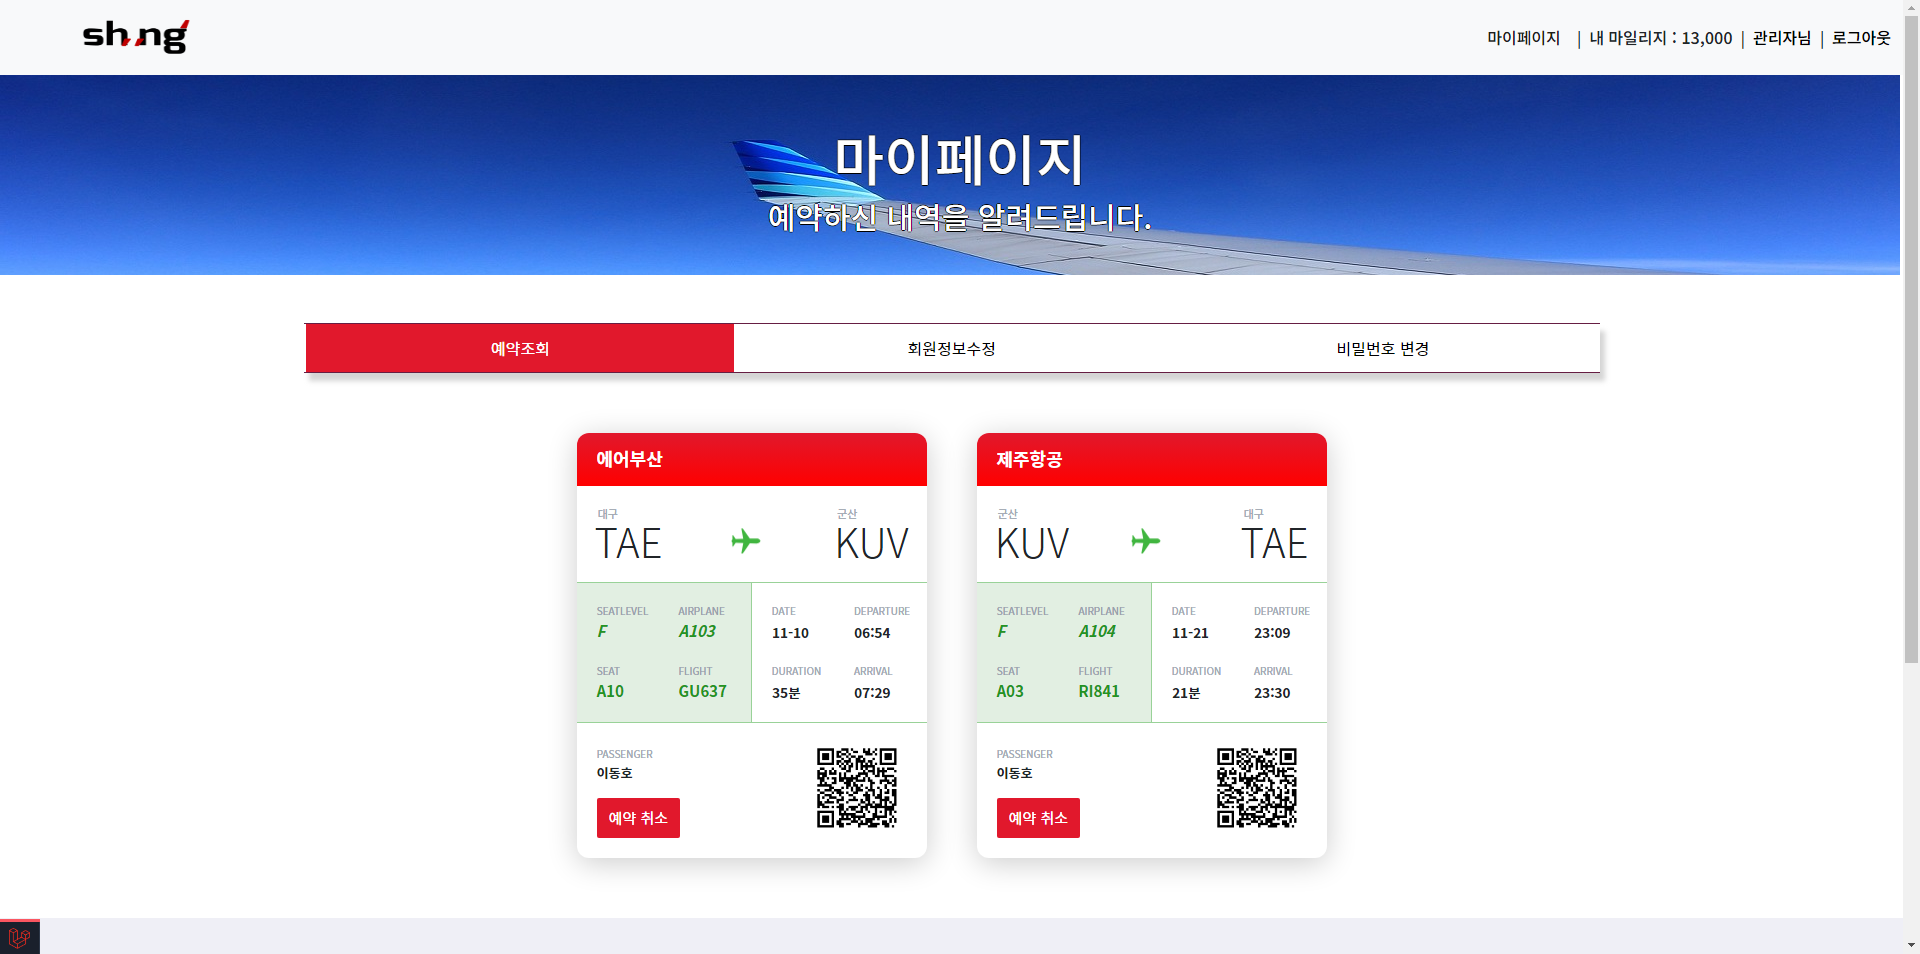 shing
마이페이지 | 내 마일리지 : 13,000 | 관리자님 | 로그아웃
마이페이지
예약하신 내역을 알려드립니다.
예약조회 회원정보수정 비밀번호 변경
에어부산
대구 군산
TAE KUV
SEATLEVEL AIRPLANE DATE DEPARTURE
F A103 11-10 06:54
SEAT FLIGHT DURATION ARRIVAL
A10 GU637 35분 07:29
PASSENGER
이동호
예약 취소
제주항공
군산 대구
KUV TAE
SEATLEVEL AIRPLANE DATE DEPARTURE
F A104 11-21 23:09
SEAT FLIGHT DURATION ARRIVAL
A03 RI841 21분 23:30
PASSENGER
이동호
예약 취소